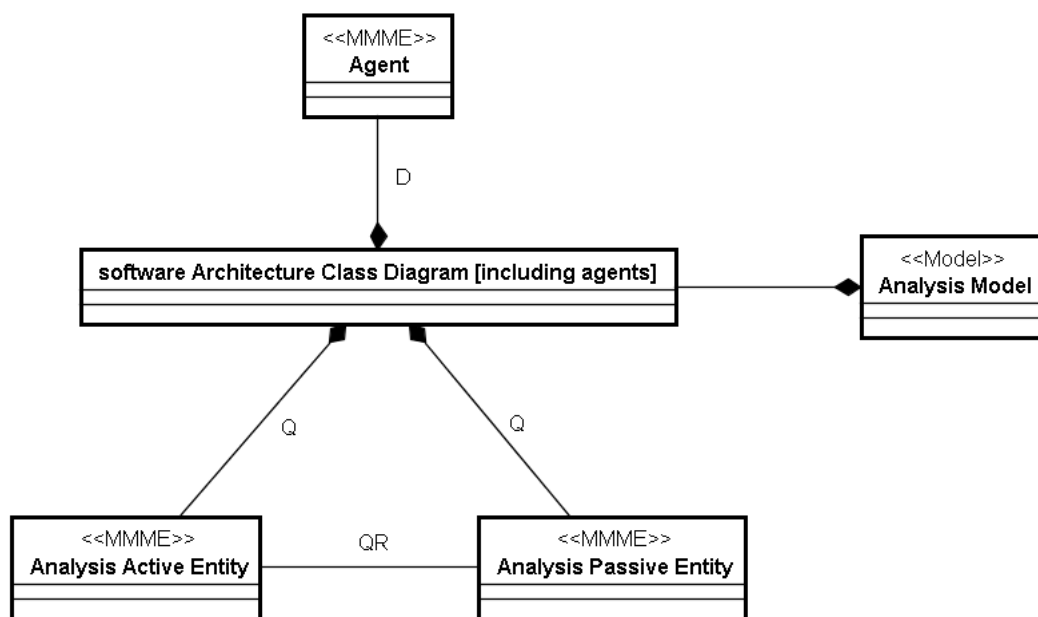 <<MMME>>
Agent
D
software Architecture Class Diagram [including agents]
<<Model>>
Analysis Model
Q
Q
<<MMME>>
Analysis Active Entity
QR
<<MMME>>
Analysis Passive Entity